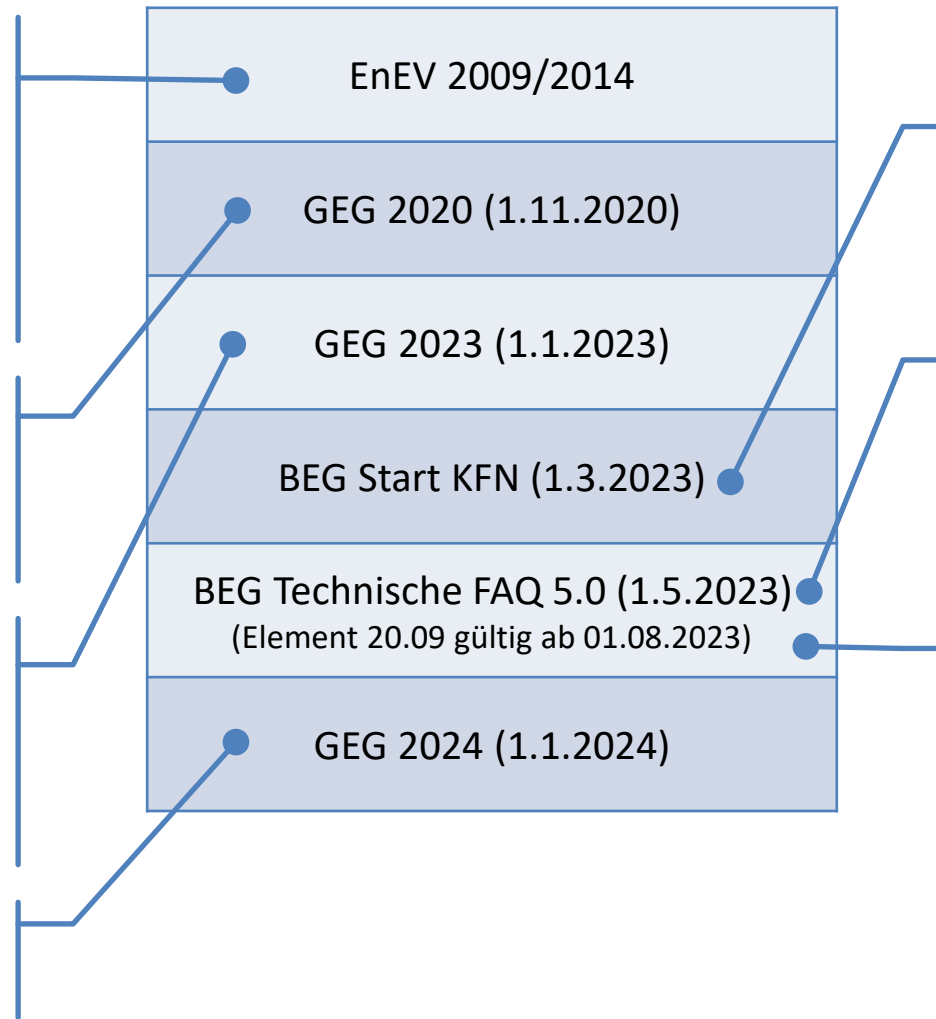 EnEV 2009/2014
GEG 2020 (1.11.2020)
GEG 2023 (1.1.2023)
BEG Start KFN (1.3.2023)
BEG Technische FAQ 5.0 (1.5.2023)
(Element 20.09 gültig ab 01.08.2023)
GEG 2024 (1.1.2024)